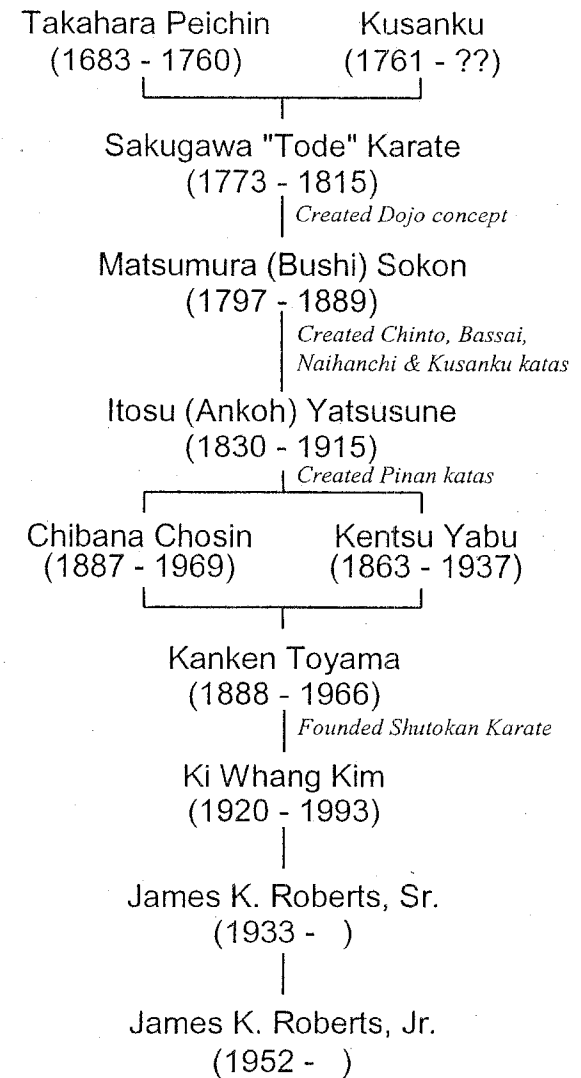 Takahara Peichin Kusanku
(1683 - 1760) (1761 - ??)
Sakugawa "Tode" Karate
(1773 - 1815)
Created Dojo concept
Matsumura (Bushi) Sokon
(1797 - 1889)
Created Chinto, Bassai,
Naihanchi & Kusanku katas
Itosu (Ankoh) Yatsusune
(1830 - 1915)
Created Pinan katas
Chibana Chosin Kentsu Yabu
(1887 - 1969) (1863 - 1937)
Kanken Toyama
(1888 - 1966)
Founded Shutokan Karate
Ki Whang Kim
(1920 - 1993)
James K. Roberts, Sr.
(1933 - )
James K. Roberts, Jr.
(1952 - )